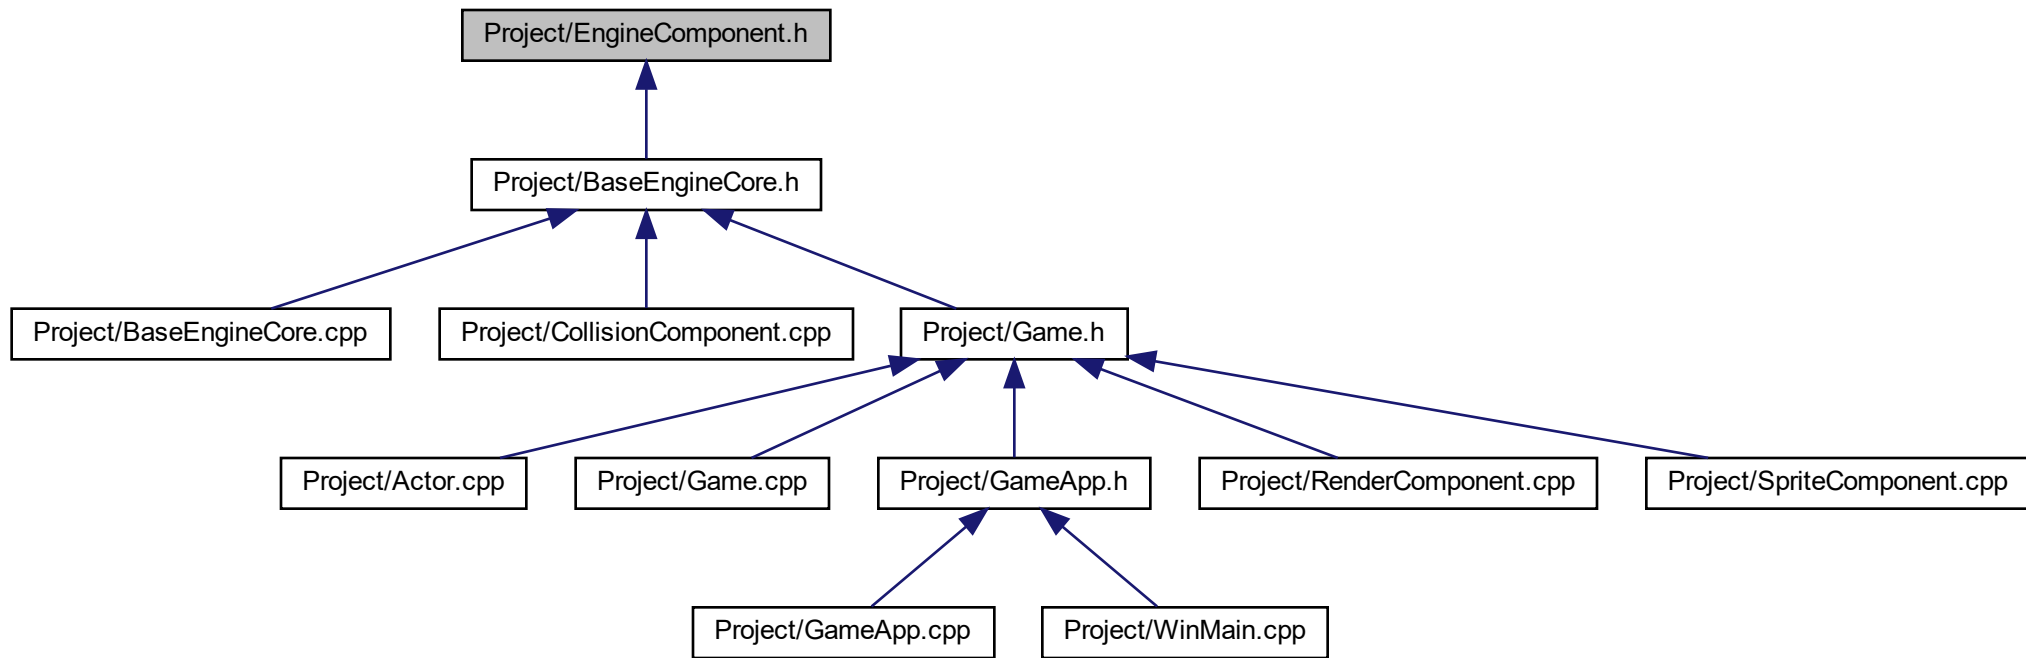 Project/EngineComponent.h
Project/BaseEngineCore.h
Project/BaseEngineCore.cpp
Project/CollisionComponent.cpp
Project/Game.h
Project/Actor.cpp
Project/Game.cpp
Project/GameApp.h
Project/RenderComponent.cpp
Project/SpriteComponent.cpp
Project/GameApp.cpp
Project/WinMain.cpp